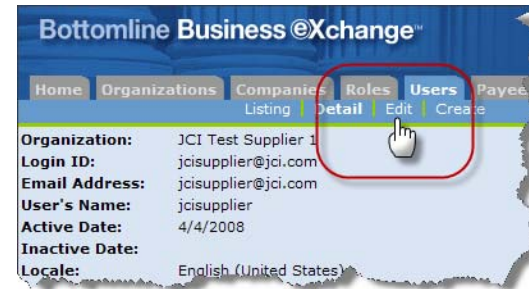 Bottomline Business eXchange™
Home Organizations Companies Roles Users Payee
Listing Detail Edit Create
Organization: JCI Test Supplier 1
Login ID: jcisupplier@jci.com
Email Address: jcisupplier@jci.com
User's Name: jcisupplier
Active Date: 4/4/2008
Inactive Date:
Locale: English (United States)